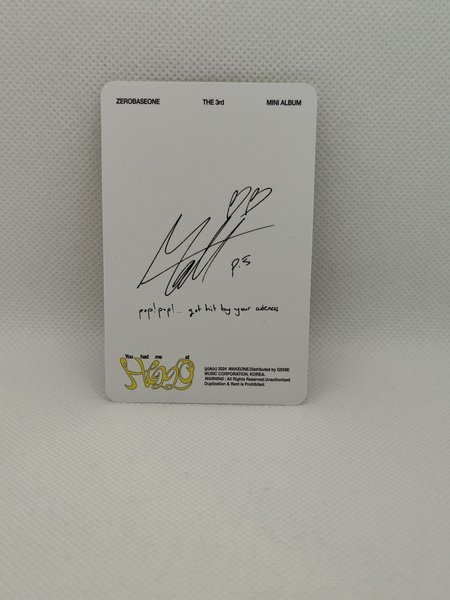 ZEROBASEONE THE 3rd MINI ALBUM
Matt
p.s
pop! pop!... got hit by your cuteness
You had me at
HELLO
(p)&(c) 2024 WAKEONE.Distributed by GENIE
MUSIC CORPORATION. KOREA.
WARNING : All Rights Reserved.Unauthorized
Duplication & Rent is Prohibited.